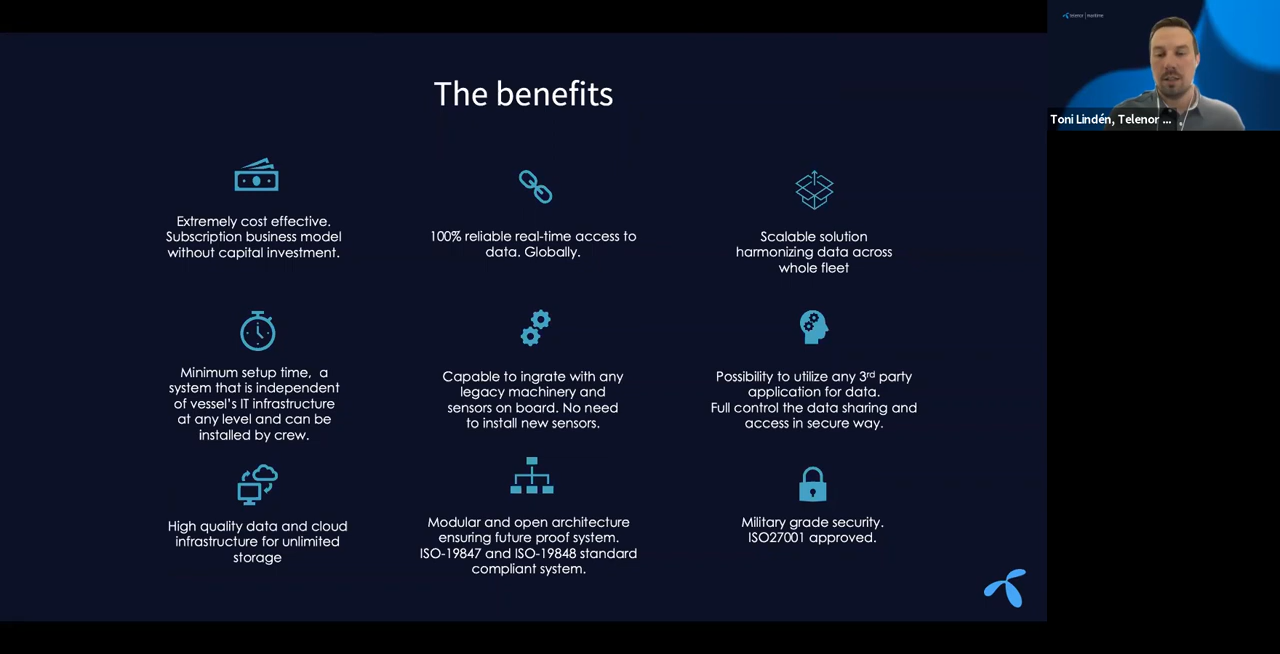 The benefits
Extremely cost effective.
Subscription business model
without capital investment.
100% reliable real-time access to
data. Globally.
Scalable solution
harmonizing data across
whole fleet
Minimum setup time, a
system that is independent
of vessel's IT infrastructure
at any level and can be
installed by crew.
Capable to ingrate with any
legacy machinery and
sensors on board. No need
to install new sensors.
Possibility to utilize any 3rd party
application for data.
Full control the data sharing and
access in secure way.
High quality data and cloud
infrastructure for unlimited
storage
Modular and open architecture
ensuring future proof system.
ISO-19847 and ISO-19848 standard
compliant system.
Military grade security.
ISO27001 approved.
telenor | maritime
Toni Lindén, Telenor ...